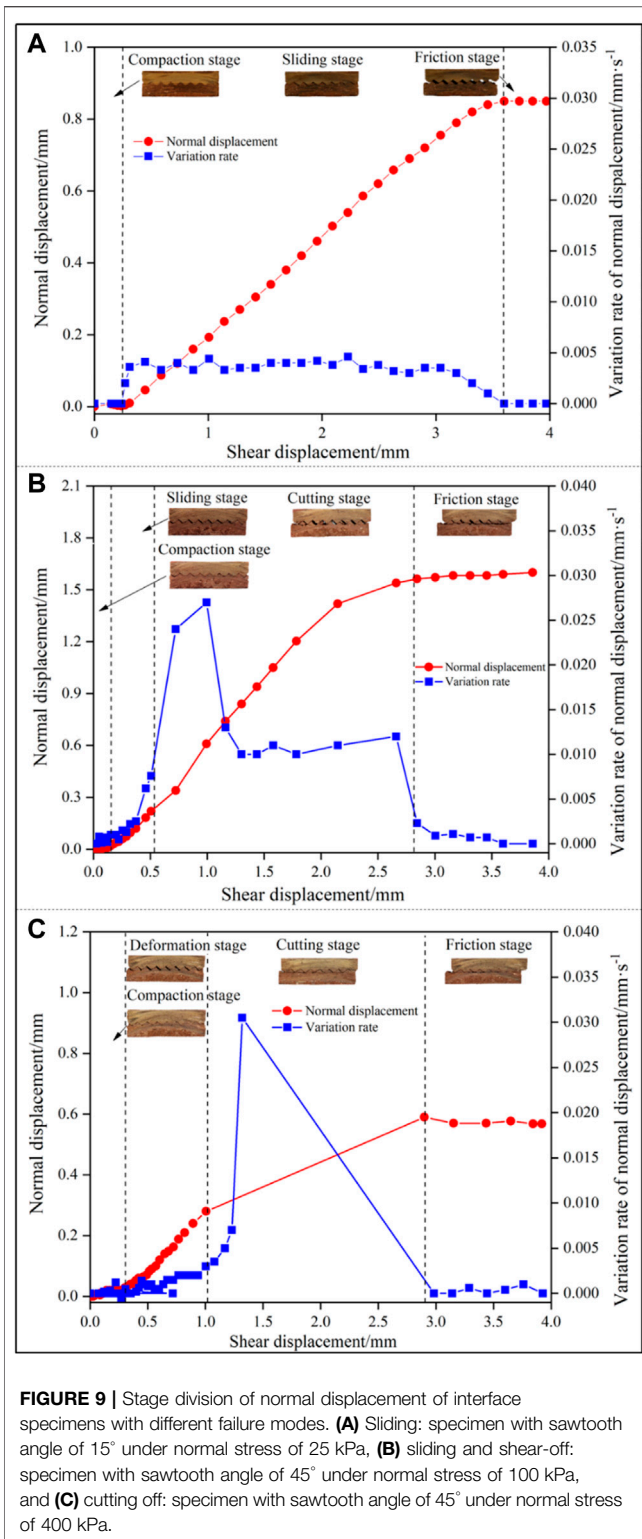 A
Compaction stage
Sliding stage
Friction stage
Normal displacement
Variation rate
Normal displacement/mm
1.0
0.8
0.6
0.4
0.2
0.0
Variation rate of normal dispalcement/mm·s⁻¹
0.035
0.030
0.025
0.020
0.015
0.010
0.005
0.000
0 1 2 3 4
Shear displacement/mm
B
Sliding stage
Cutting stage
Friction stage
Compaction stage
Normal displacement
Variation rate
Normal displacement/mm
2.1
1.8
1.5
1.2
0.9
0.6
0.3
0.0
Variation rate of normal displacement/mm·s⁻¹
0.040
0.035
0.030
0.025
0.020
0.015
0.010
0.005
0.000
0.0 0.5 1.0 1.5 2.0 2.5 3.0 3.5 4.0
Shear displacement/mm
C
Deformation stage
Cutting stage
Friction stage
Compaction stage
Normal displacement
Variation rate
Normal displacement/mm
1.2
1.0
0.8
0.6
0.4
0.2
0.0
Variation rate of normal displacement/mm·s⁻¹
0.040
0.035
0.030
0.025
0.020
0.015
0.010
0.005
0.000
0.0 0.5 1.0 1.5 2.0 2.5 3.0 3.5 4.0
Shear displacement/mm
FIGURE 9 | Stage division of normal displacement of interface
specimens with different failure modes. (A) Sliding: specimen with sawtooth
angle of 15° under normal stress of 25 kPa, (B) sliding and shear-off:
specimen with sawtooth angle of 45° under normal stress of 100 kPa,
and (C) cutting off: specimen with sawtooth angle of 45° under normal stress
of 400 kPa.